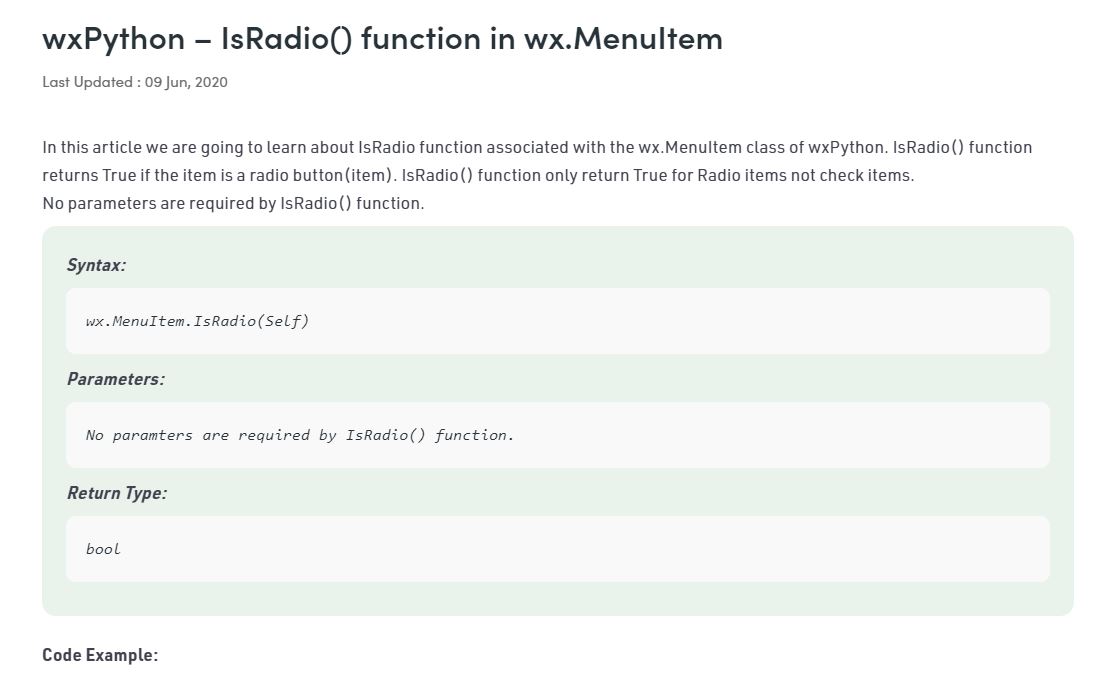 wxPython – IsRadio() function in wx.MenuItem
Last Updated : 09 Jun, 2020
In this article we are going to learn about IsRadio function associated with the wx.MenuItem class of wxPython. IsRadio() function
returns True if the item is a radio button(item). IsRadio() function only return True for Radio items not check items.
No parameters are required by IsRadio() function.
Syntax:
wx.MenuItem.IsRadio(Self)
Parameters:
No paramters are required by IsRadio() function.
Return Type:
bool
Code Example: